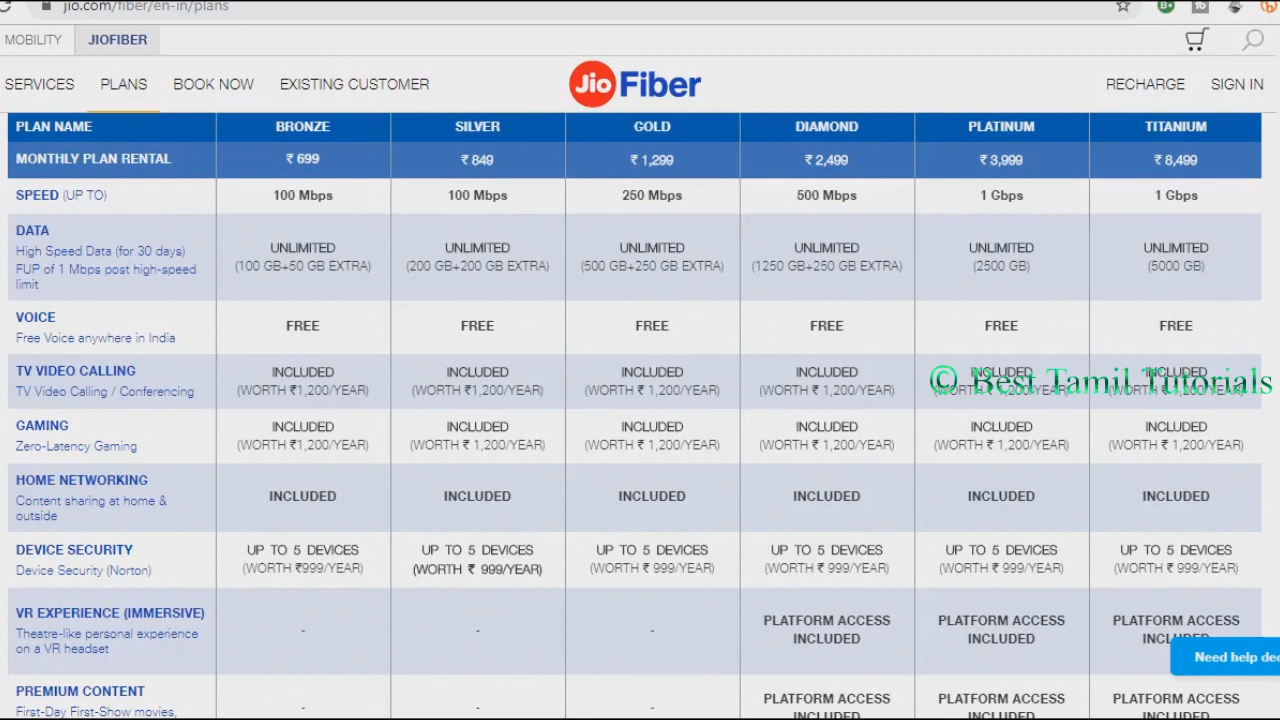 jio.com/fiber/en-in/plans
MOBILITY JIOFIBER
SERVICES PLANS BOOK NOW EXISTING CUSTOMER Jio Fiber RECHARGE SIGN IN
PLAN NAME BRONZE SILVER GOLD DIAMOND PLATINUM TITANIUM
MONTHLY PLAN RENTAL ₹ 699 ₹ 849 ₹ 1,299 ₹ 2,499 ₹ 3,999 ₹ 8,499
SPEED (UP TO) 100 Mbps 100 Mbps 250 Mbps 500 Mbps 1 Gbps 1 Gbps
DATA
High Speed Data (for 30 days) UNLIMITED UNLIMITED UNLIMITED UNLIMITED UNLIMITED UNLIMITED
FUP of 1 Mbps post high-speed (100 GB+50 GB EXTRA) (200 GB+200 GB EXTRA) (500 GB+250 GB EXTRA) (1250 GB+250 GB EXTRA) (2500 GB) (5000 GB)
limit
VOICE
Free Voice anywhere in India FREE FREE FREE FREE FREE FREE
TV VIDEO CALLING INCLUDED INCLUDED INCLUDED INCLUDED INCLUDED INCLUDED
TV Video Calling / Conferencing (WORTH ₹1,200/YEAR) (WORTH ₹1,200/YEAR) (WORTH ₹ 1,200/YEAR) (WORTH ₹ 1,200/YEAR) (WORTH ₹ 1,200/YEAR) (WORTH ₹ 1,200/YEAR)
© Best Tamil Tutorials
GAMING INCLUDED INCLUDED INCLUDED INCLUDED INCLUDED INCLUDED
Zero-Latency Gaming (WORTH ₹1,200/YEAR) (WORTH ₹ 1,200/YEAR) (WORTH ₹ 1,200/YEAR) (WORTH ₹ 1,200/YEAR) (WORTH ₹ 1,200/YEAR) (WORTH ₹ 1,200/YEAR)
HOME NETWORKING
Content sharing at home & INCLUDED INCLUDED INCLUDED INCLUDED INCLUDED INCLUDED
outside
DEVICE SECURITY UP TO 5 DEVICES UP TO 5 DEVICES UP TO 5 DEVICES UP TO 5 DEVICES UP TO 5 DEVICES UP TO 5 DEVICES
Device Security (Norton) (WORTH ₹999/YEAR) (WORTH ₹ 999/YEAR) (WORTH ₹ 999/YEAR) (WORTH ₹ 999/YEAR) (WORTH ₹ 999/YEAR) (WORTH ₹ 999/YEAR)
VR EXPERIENCE (IMMERSIVE) PLATFORM ACCESS PLATFORM ACCESS PLATFORM ACCESS
Theatre-like personal experience - - - INCLUDED INCLUDED
on a VR headset
Need help
PREMIUM CONTENT PLATFORM ACCESS PLATFORM ACCESS PLATFORM ACCESS
First-Day First-Show movies, - - - INCLUDED INCLUDED INCLUDED